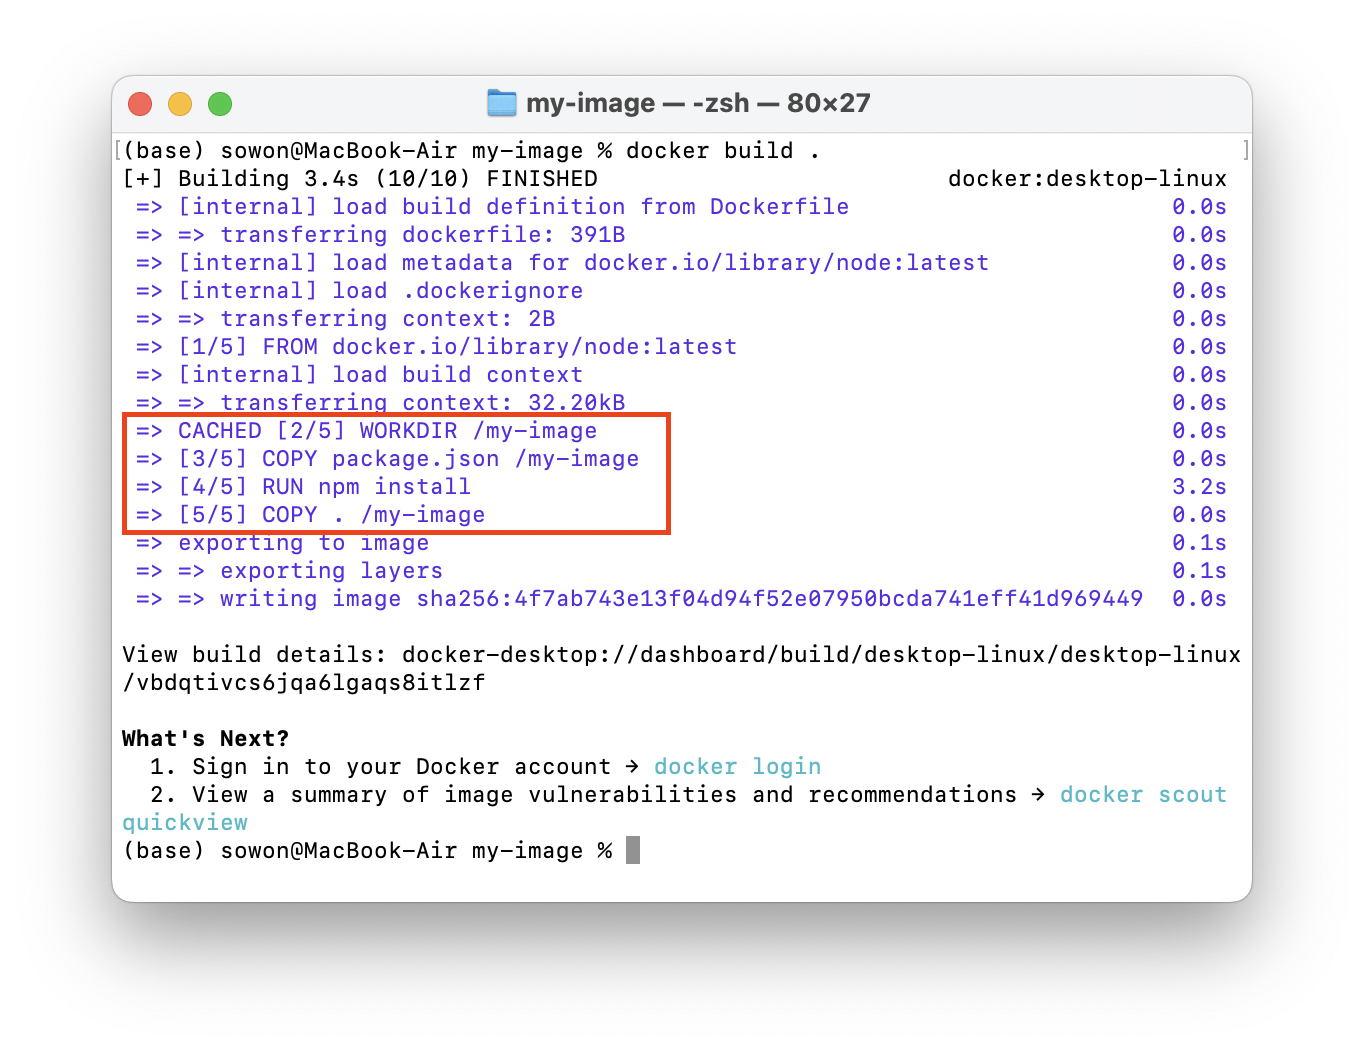 my-image — -zsh — 80×27
[(base) sowon@MacBook-Air my-image % docker build . ]
[+] Building 3.4s (10/10) FINISHED docker:desktop-linux
=> [internal] load build definition from Dockerfile 0.0s
=> => transferring dockerfile: 391B 0.0s
=> [internal] load metadata for docker.io/library/node:latest 0.0s
=> [internal] load .dockerignore 0.0s
=> => transferring context: 2B 0.0s
=> [1/5] FROM docker.io/library/node:latest 0.0s
=> [internal] load build context 0.0s
=> => transferring context: 32.20kB 0.0s
=> CACHED [2/5] WORKDIR /my-image 0.0s
=> [3/5] COPY package.json /my-image 0.0s
=> [4/5] RUN npm install 3.2s
=> [5/5] COPY . /my-image 0.0s
=> exporting to image 0.1s
=> => exporting layers 0.1s
=> => writing image sha256:4f7ab743e13f04d94f52e07950bcda741eff41d969449 0.0s
View build details: docker-desktop://dashboard/build/desktop-linux/desktop-linux
/vbdqtivcs6jqa6lgaqs8itlzf
What's Next?
1. Sign in to your Docker account → docker login
2. View a summary of image vulnerabilities and recommendations → docker scout
quickview
(base) sowon@MacBook-Air my-image %